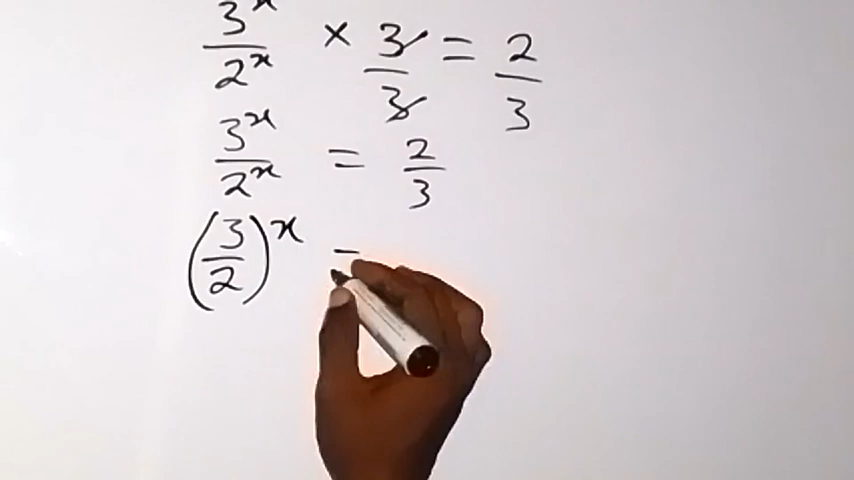 3^x/2^x × 3/3 = 2/3
3^x/2^x = 2/3
(3/2)^x =